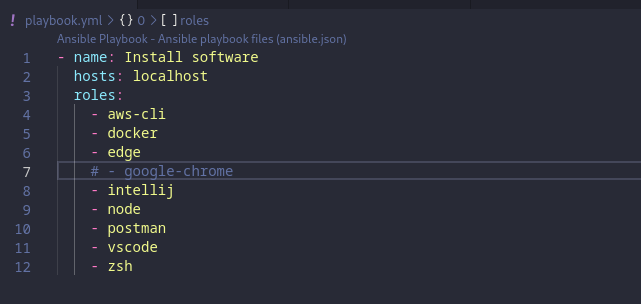 ! playbook.yml > {} 0 > [ ] roles
Ansible Playbook - Ansible playbook files (ansible.json)
1 - name: Install software
2 hosts: localhost
3 roles:
4 - aws-cli
5 - docker
6 - edge
7 # - google-chrome
8 - intellij
9 - node
10 - postman
11 - vscode
12 - zsh